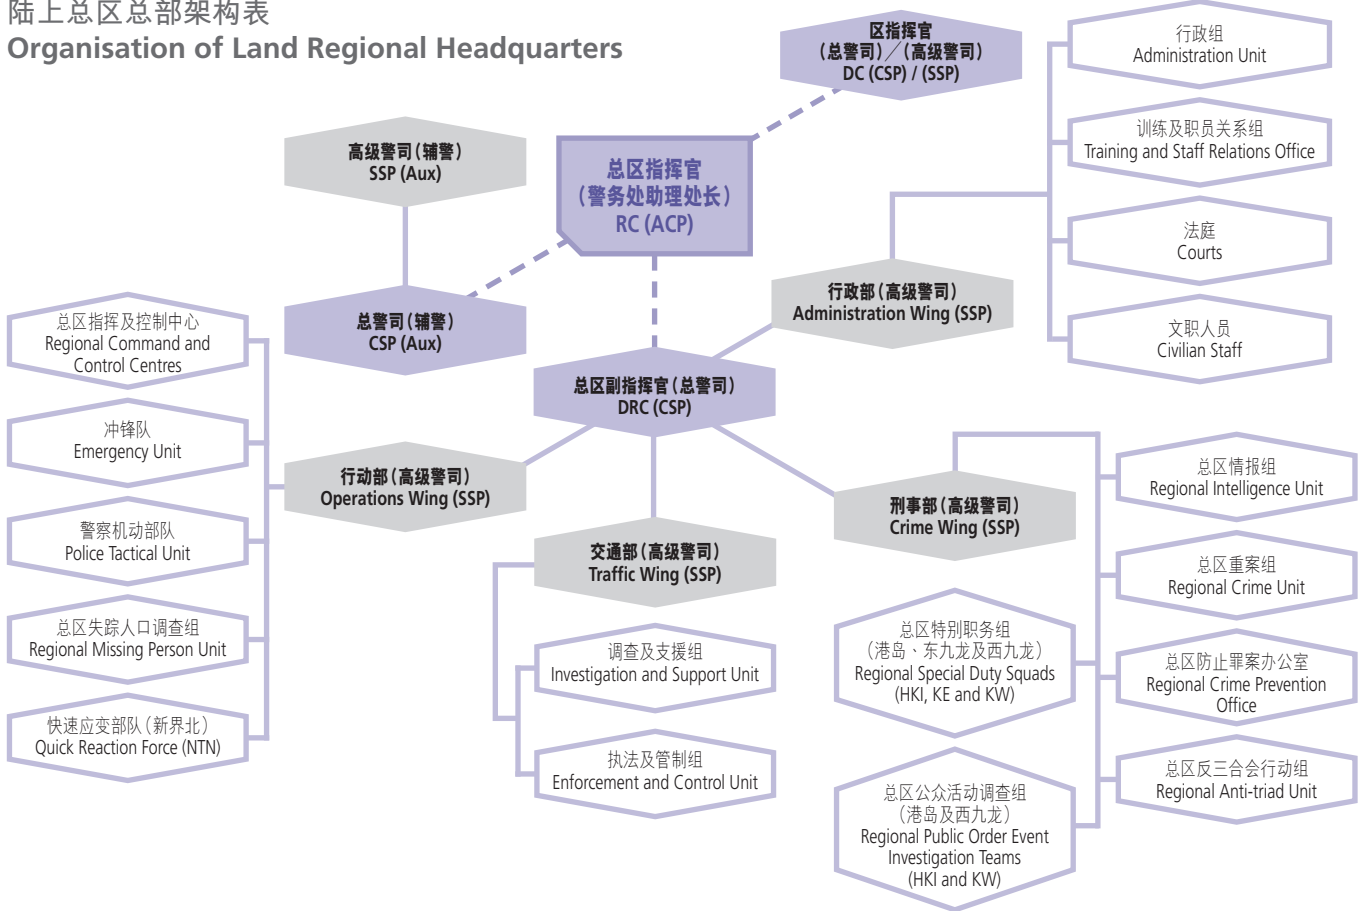 陆上总区总部架构表
Organisation of Land Regional Headquarters
区指挥官
（总警司）／（高级警司）
DC (CSP) / (SSP)
总区指挥官
（警务处助理处长）
RC (ACP)
高级警司（辅警）
SSP (Aux)
总警司（辅警）
CSP (Aux)
总区副指挥官（总警司）
DRC (CSP)
行政部（高级警司）
Administration Wing (SSP)
行政组
Administration Unit
训练及职员关系组
Training and Staff Relations Office
法庭
Courts
文职人员
Civilian Staff
行动部（高级警司）
Operations Wing (SSP)
总区指挥及控制中心
Regional Command and
Control Centres
冲锋队
Emergency Unit
警察机动部队
Police Tactical Unit
总区失踪人口调查组
Regional Missing Person Unit
快速应变部队（新界北）
Quick Reaction Force (NTN)
交通部（高级警司）
Traffic Wing (SSP)
调查及支援组
Investigation and Support Unit
执法及管制组
Enforcement and Control Unit
刑事部（高级警司）
Crime Wing (SSP)
总区特别职务组
（港岛、东九龙及西九龙）
Regional Special Duty Squads
(HKI, KE and KW)
总区公众活动调查组
（港岛及西九龙）
Regional Public Order Event
Investigation Teams
(HKI and KW)
总区情报组
Regional Intelligence Unit
总区重案组
Regional Crime Unit
总区防止罪案办公室
Regional Crime Prevention
Office
总区反三合会行动组
Regional Anti-triad Unit